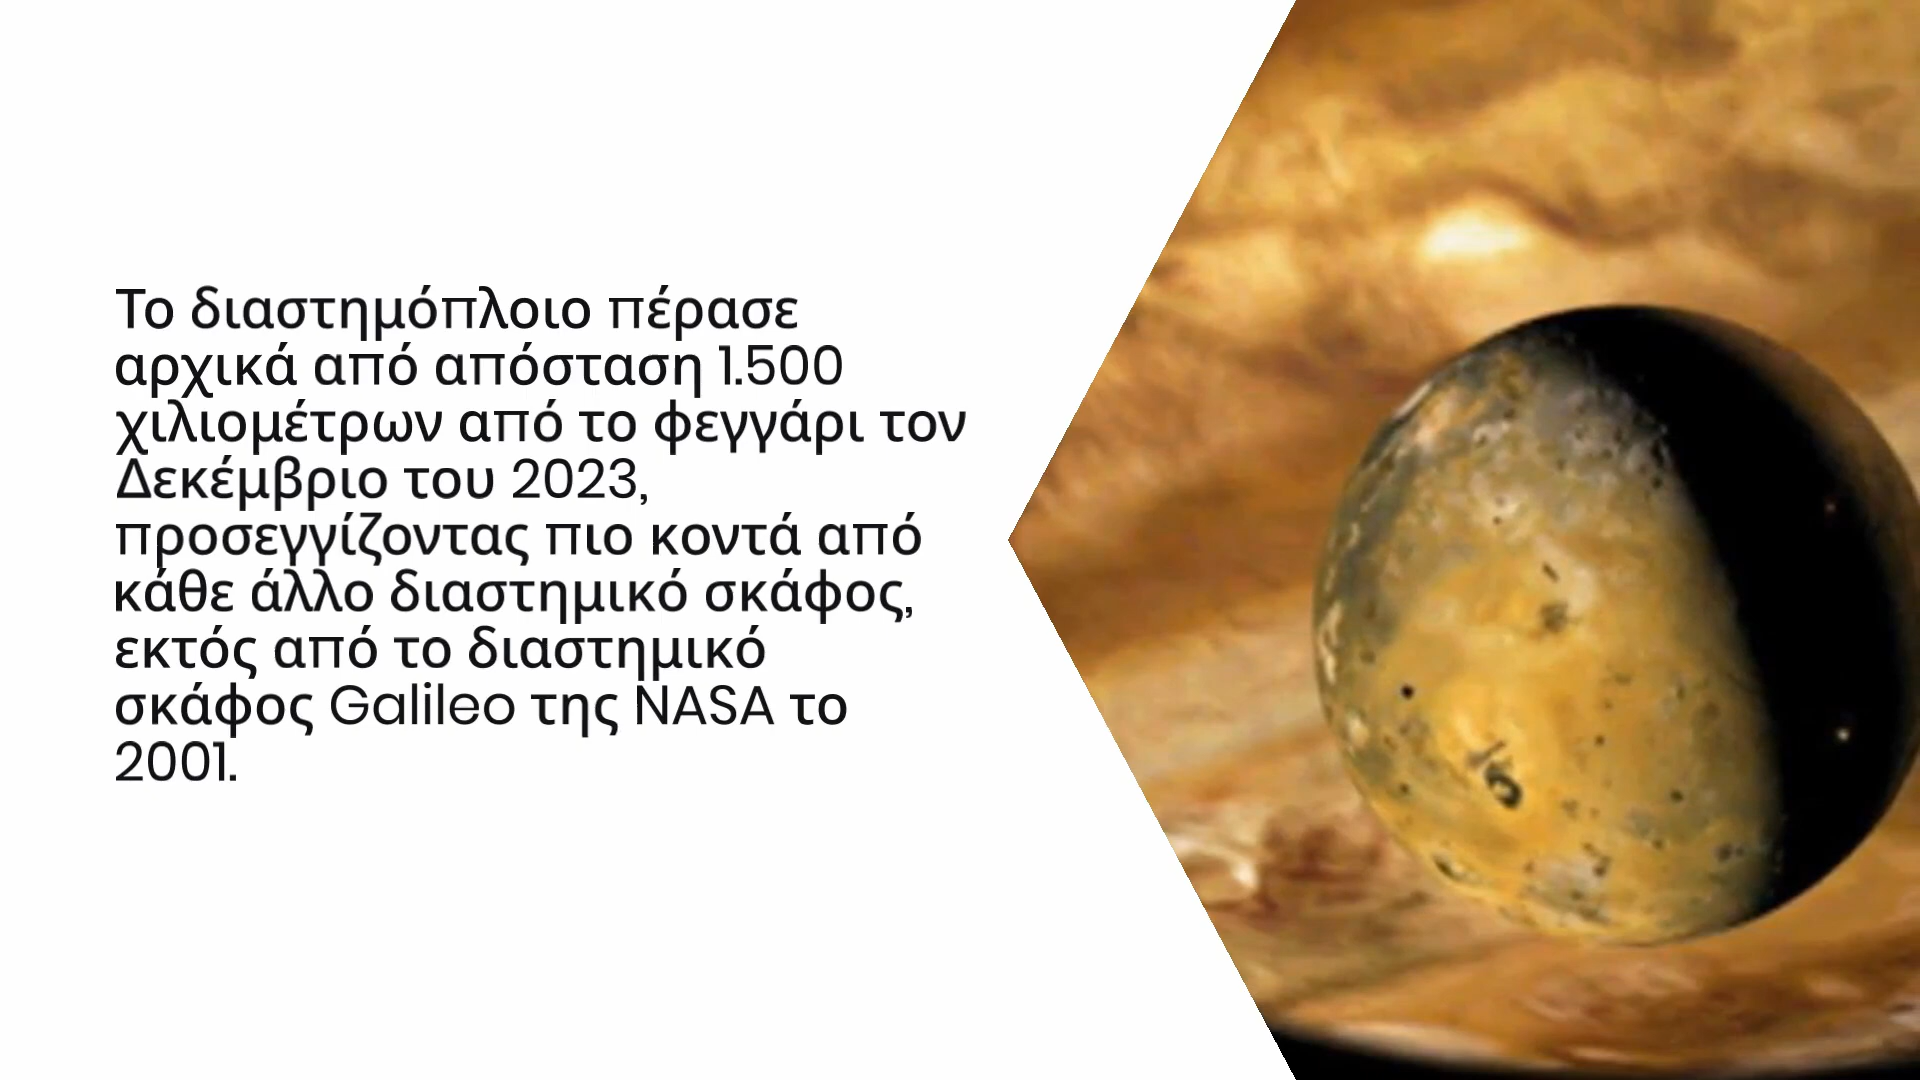 Το διαστημόπλοιο πέρασε
αρχικά από απόσταση 1.500
χιλιομέτρων από το φεγγάρι τον
Δεκέμβριο του 2023,
προσεγγίζοντας πιο κοντά από
κάθε άλλο διαστημικό σκάφος,
εκτός από το διαστημικό
σκάφος Galileo της NASA το
2001.